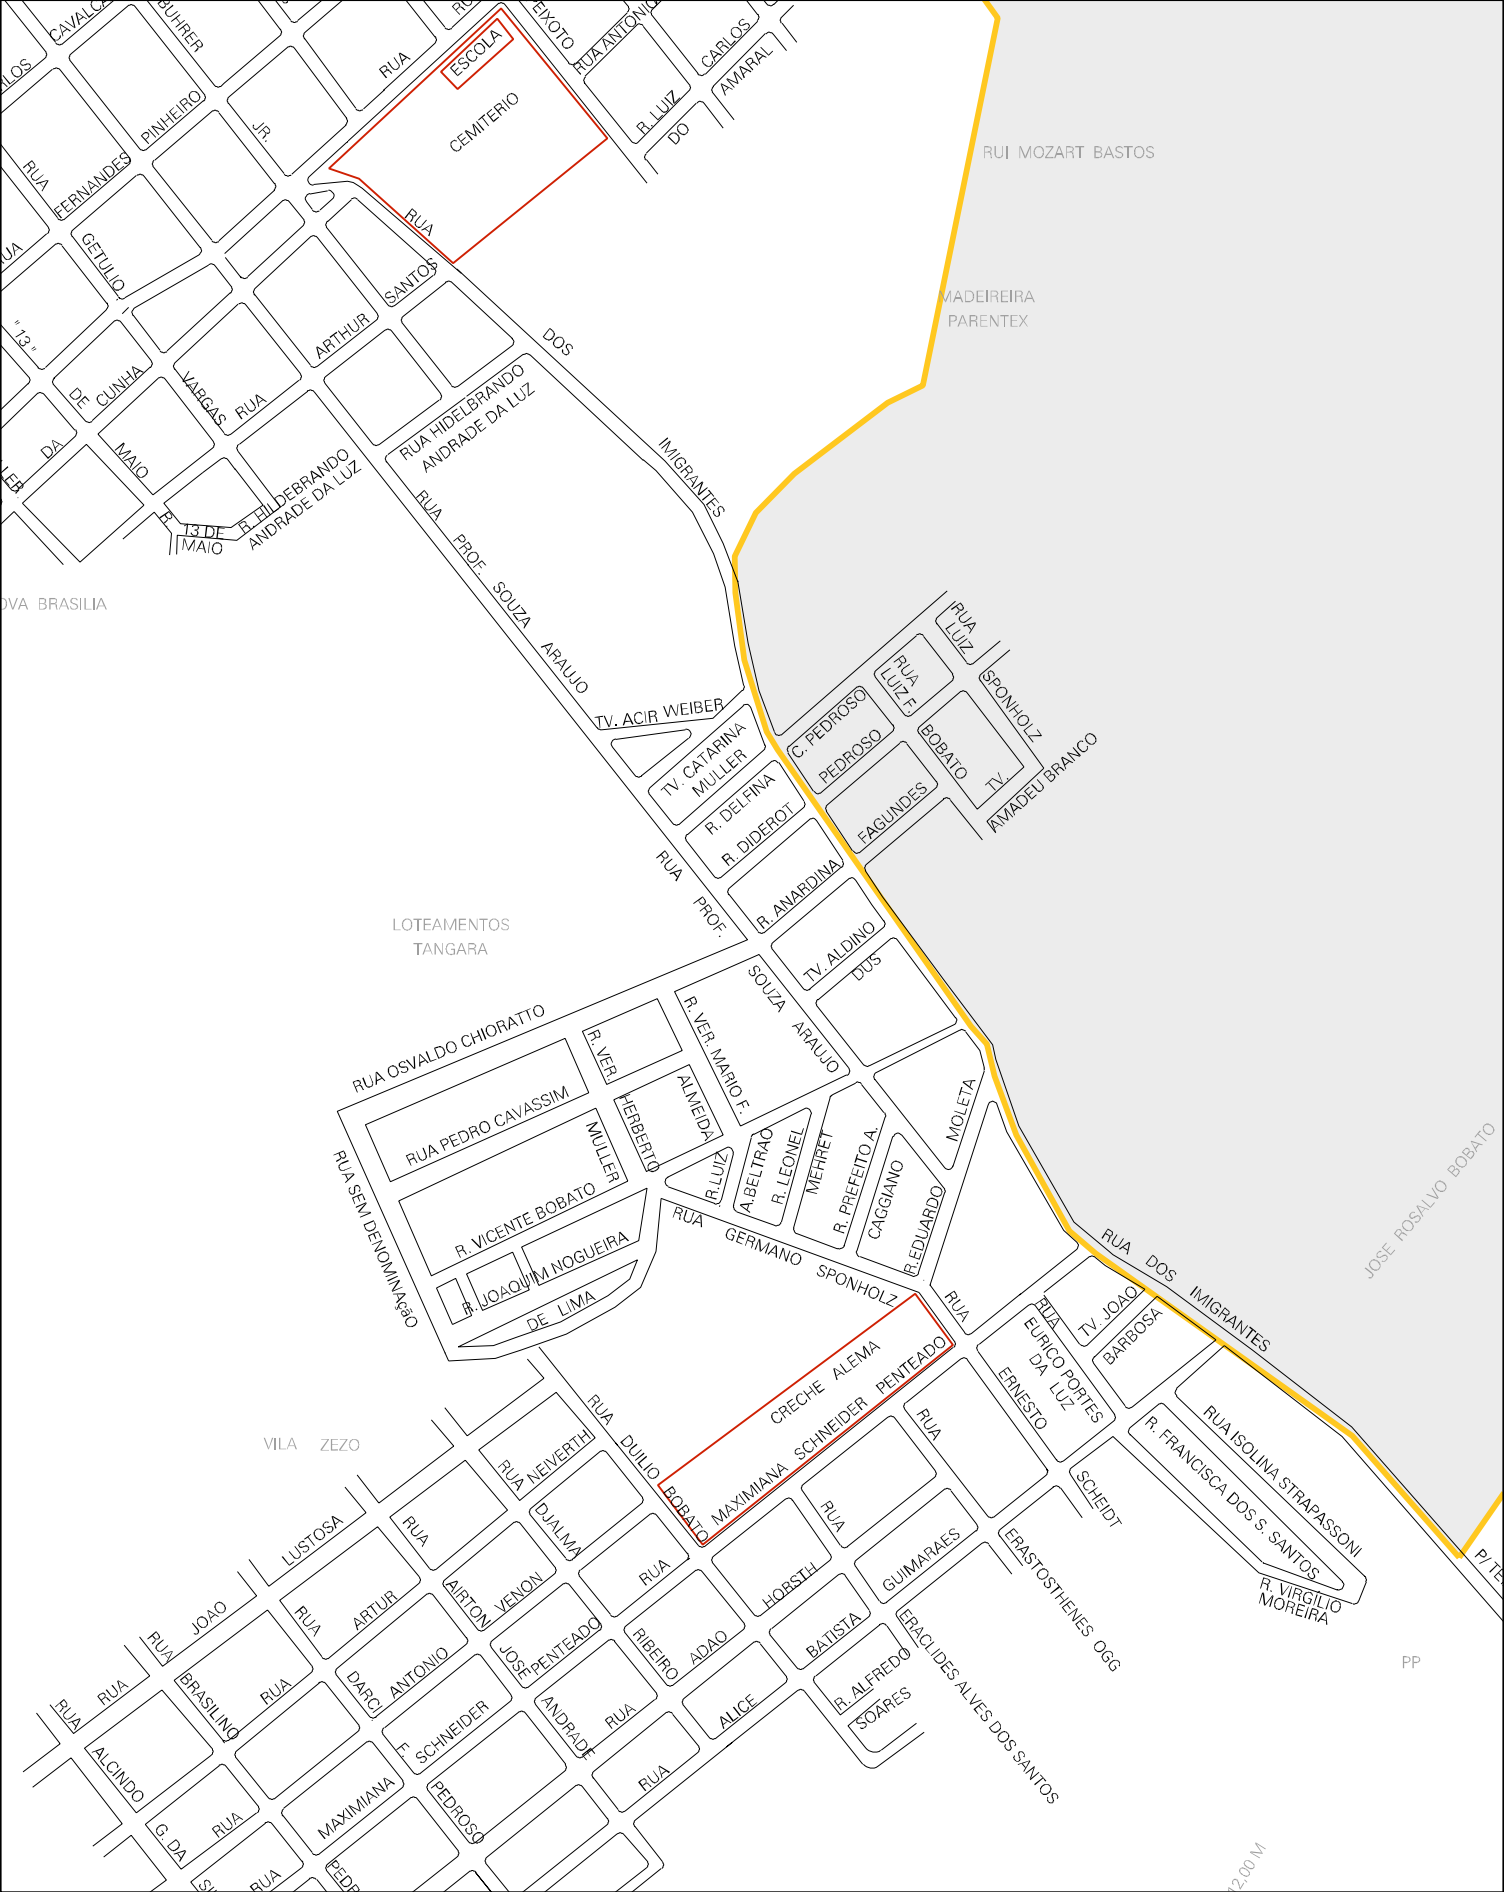 CAVALCA
BUHRER
RU
EIXOTO
RUA ANTONIO
CARLOS
AMARAL
RLOS
RUA
ESCOLA
CEMITERIO
PINHEIRO
JR.
R. LUIZ
DO
RUA
FERNANDES
RUI MOZART BASTOS
RUA
GETULIO
UA
SANTOS
MADEIREIRA
PARENTEX
" 13 "
ARTHUR
DOS
DE
CUNHA
VARGAS
RUA
RUA HIDELBRANDO
ANDRADE DA LUZ
DA
MAIO
IMIGRANTES
LER.
R. HILDEBRANDO
ANDRADE DA LUZ
R.
13 DE
MAIO
RUA
PROF.
SOUZA
ARAUJO
OVA BRASILIA
RUA
LUIZ
RUA
LUIZ F.
SPONHOLZ
TV. ACIR WEIBER
C. PEDROSO
PEDROSO
BOBATO
TV.
AMADEU BRANCO
TV. CATARINA
MULLER
R. DELFINA
R. DIDEROT
FAGUNDES
RUA
PROF.
R. ANARDINA
LOTEAMENTOS
TANGARA
TV. ALDINO
DUS
SOUZA
ARAUJO
RUA OSVALDO CHIORATTO
R. VER.
R. VER. MARIO F.
RUA PEDRO CAVASSIM
HERBERTO
ALMEIDA
MULLER
MOLETA
RUA SEM DENOMINAÇãO
R.LUIZ
A.BELTRAO
R. LEONEL
MEHRET
R. PREFEITO A.
CAGGIANO
R.EDUARDO
JOSE ROSALVO BOBATO
R. VICENTE BOBATO
R. JOAQUIM NOGUEIRA
DE LIMA
RUA
GERMANO
SPONHOLZ
RUA
RUA
DOS
IMIGRANTES
RUA
EURICO PORTES
DA LUZ
TV. JOAO
BARBOSA
CRECHE ALEMA
MAXIMIANA SCHNEIDER PENTEADO
ERNESTO
RUA
DUILIO
BOBATO
RUA
VILA ZEZO
RUA ISOLINA STRAPASSONI
R. FRANCISCA DOS S. SANTOS
RUA
NEIVERTH
SCHEIDT
DJALMA
RUA
LUSTOSA
RUA
GUIMARAES
ERASTOSTHENES OGG
R. VIRGILIO
MOREIRA
P/ TE
RUA
HORSTH
AIRTON
VENON
ARTUR
RUA
JOAO
RUA
BATISTA
ERACLIDES ALVES DOS SANTOS
JOSE
PENTEADO
RIBEIRO
ADAO
R. ALFREDO
SOARES
PP
RUA
RUA
BRASILINO
RUA
DARCI
ANTONIO
ANDRADE
RUA
ALICE
F.
SCHNEIDER
ALCINDO
RUA
PEDROSO
MAXIMIANA
G. DA
RUA
RUA
PEDR
12,00 M